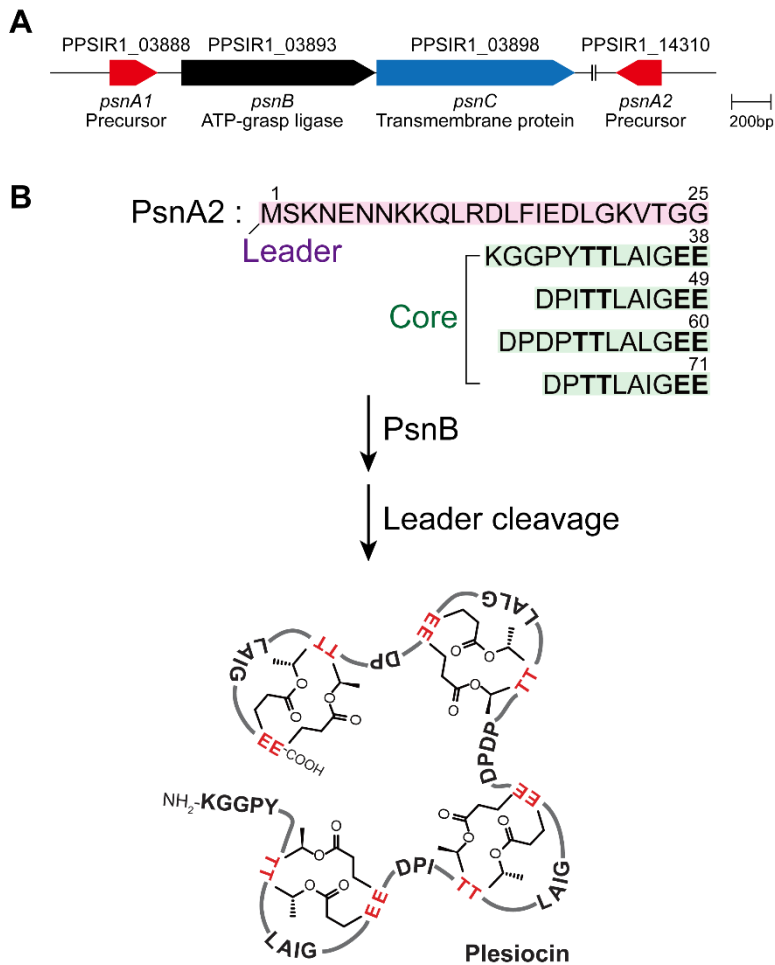 A
PPSIR1_03888 PPSIR1_03893 PPSIR1_03898 PPSIR1_14310
psnA1 psnB psnC psnA2
Precursor ATP-grasp ligase Transmembrane protein Precursor
200bp
B
1 25
PsnA2 : MSKNENNKKQLRDLFIEDLGKVTGG
Leader
38
KGGPYTTLAIGEE
49
DPITTLAIGEE
Core
60
DPDPTTLALGEE
71
DPTTLAIGEE
PsnB
Leader cleavage
LAIG TT DP EE LALG
O O O O O O O O
EE TT
COOH
DPDP
NH2-KGGPY
EE
O O O O O O O O
TT EE DPI TT LAIG
LAIG
Plesiocin